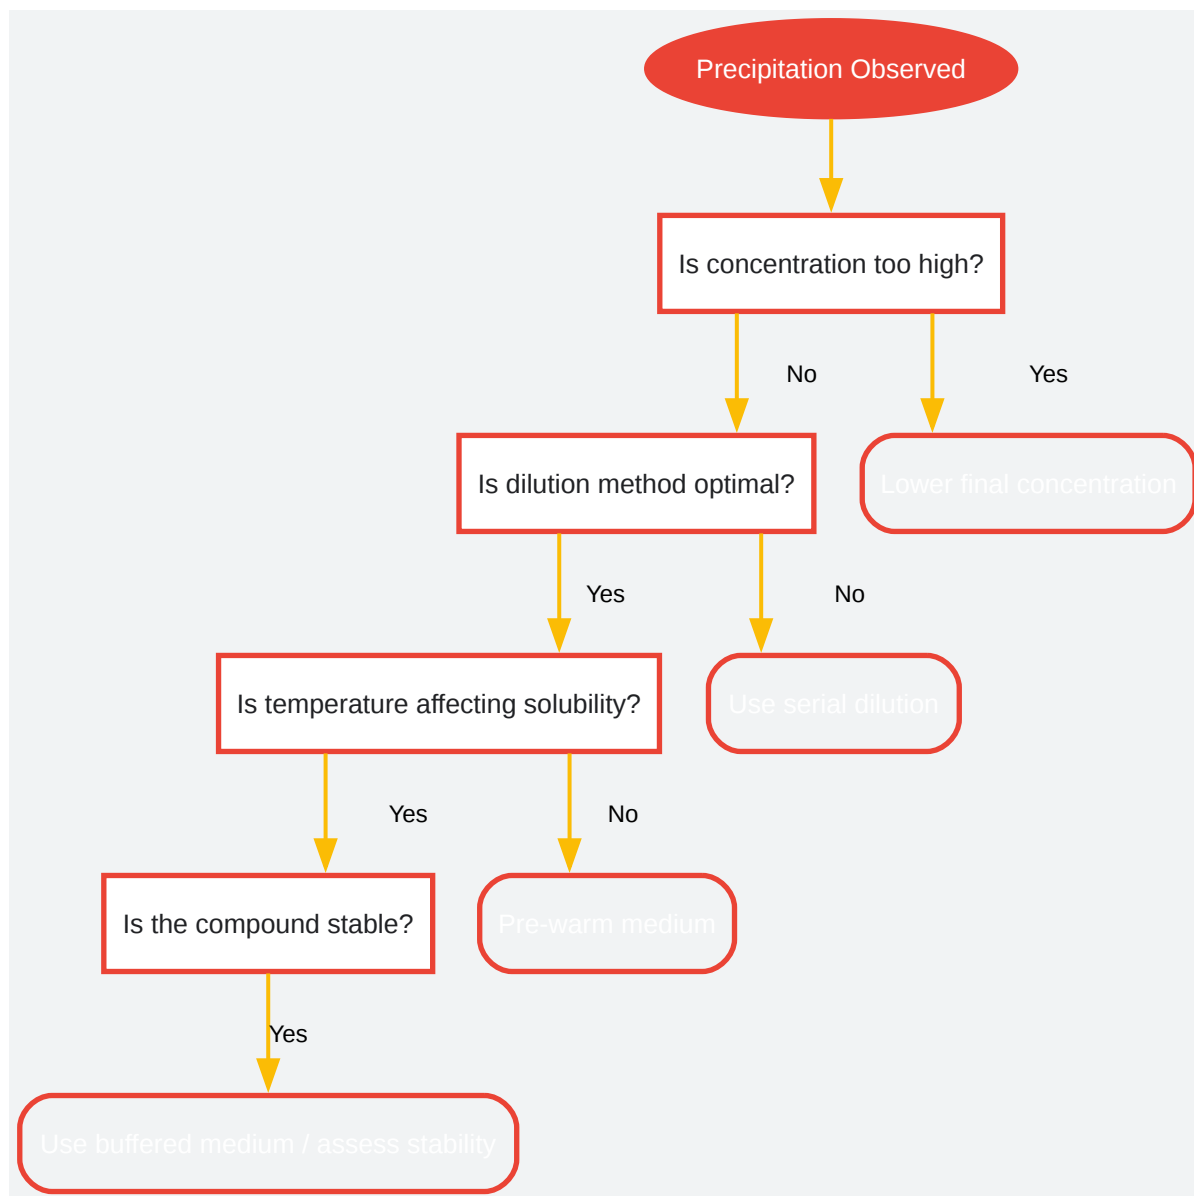 Precipitation Observed
Is concentration too high?
No
Yes
Is dilution method optimal?
Lower final concentration
Yes
No
Is temperature affecting solubility?
Use serial dilution
Yes
No
Is the compound stable?
Pre-warm medium
Yes
Use buffered medium / assess stability